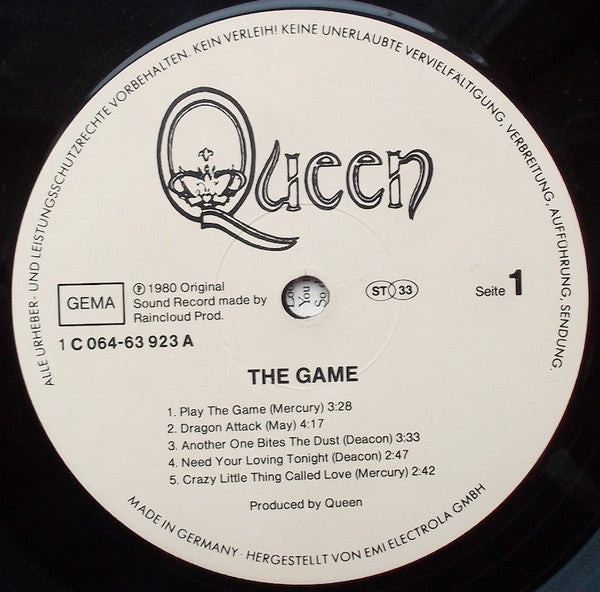 ALLE URHEBER- UND LEISTUNGSSCHUTZRECHTE VORBEHALTEN. KEIN VERLEIH! KEINE UNERLAUBTE VERVIELFÄLTIGUNG, VERBREITUNG, AUFFÜHRUNG, SENDUNG.
Queen
GEMA
℗ 1980 Original
Sound Record made by
Raincloud Prod.
You
So
ST 33
Seite 1
1 C 064-63 923 A
THE GAME
1. Play The Game (Mercury) 3:28
2. Dragon Attack (May) 4:17
3. Another One Bites The Dust (Deacon) 3:33
4. Need Your Loving Tonight (Deacon) 2:47
5. Crazy Little Thing Called Love (Mercury) 2:42
Produced by Queen
MADE IN GERMANY · HERGESTELLT VON EMI ELECTROLA GMBH